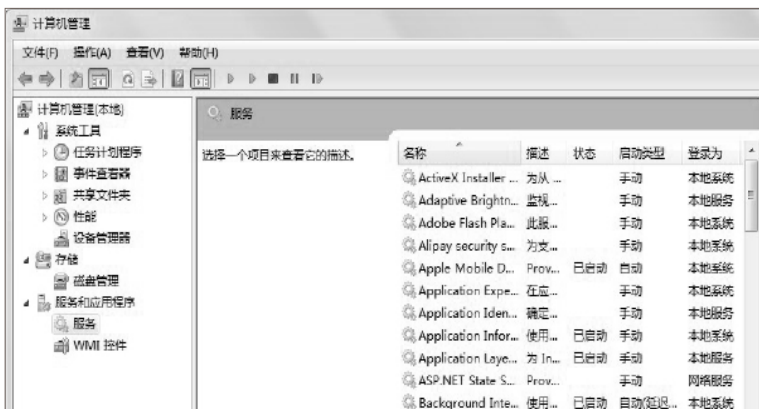 计算机管理
文件(F) 操作(A) 查看(V) 帮助(H)
计算机管理(本地)
系统工具
任务计划程序
事件查看器
共享文件夹
性能
设备管理器
存储
磁盘管理
服务和应用程序
服务
WMI 控件
服务
选择一个项目来查看它的描述。
名称 描述 状态 启动类型 登录为
ActiveX Installer ... 为从 ... 手动 本地系统
Adaptive Brightn... 监视... 手动 本地服务
Adobe Flash Pla... 此服... 手动 本地系统
Alipay security s... 为支... 手动 本地系统
Apple Mobile D... Prov... 已启动 自动 本地系统
Application Expe... 在应... 手动 本地系统
Application Iden... 确定... 手动 本地服务
Application Infor... 使用... 已启动 手动 本地系统
Application Laye... 为 In... 已启动 手动 本地服务
ASP.NET State S... Prov... 手动 网络服务
Background Inte... 使用... 已启动 自动(延迟... 本地系统